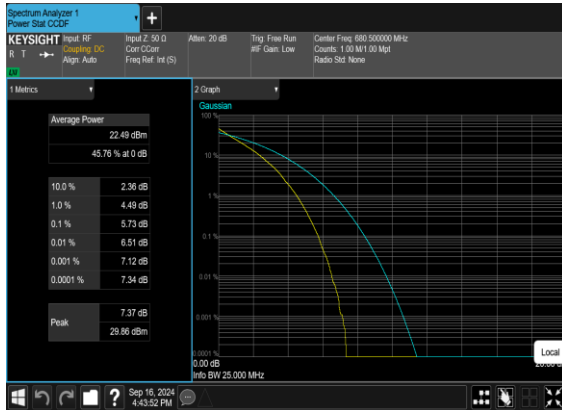 Spectrum Analyzer 1
Power Stat CCDF
+
KEYSIGHT
R T
LXI
Input: RF
Coupling: DC
Align: Auto
Input Z: 50 Ω
Corr CCorr
Freq Ref: Int (S)
Atten: 20 dB
Trig: Free Run
#IF Gain: Low
Center Freq: 680.500000 MHz
Counts: 1.00 M/1.00 Mpt
Radio Std: None
1 Metrics
Average Power
22.49 dBm
45.76 % at 0 dB
10.0 % 2.36 dB
1.0 % 4.49 dB
0.1 % 5.73 dB
0.01 % 6.51 dB
0.001 % 7.12 dB
0.0001 % 7.34 dB
Peak
7.37 dB
29.86 dBm
2 Graph
Gaussian
100 %
10 %
1 %
0.1 %
0.01 %
0.001 %
0.0001 %
0.00 dB
Info BW 25.000 MHz
Local
?
Sep 16, 2024
4:43:52 PM